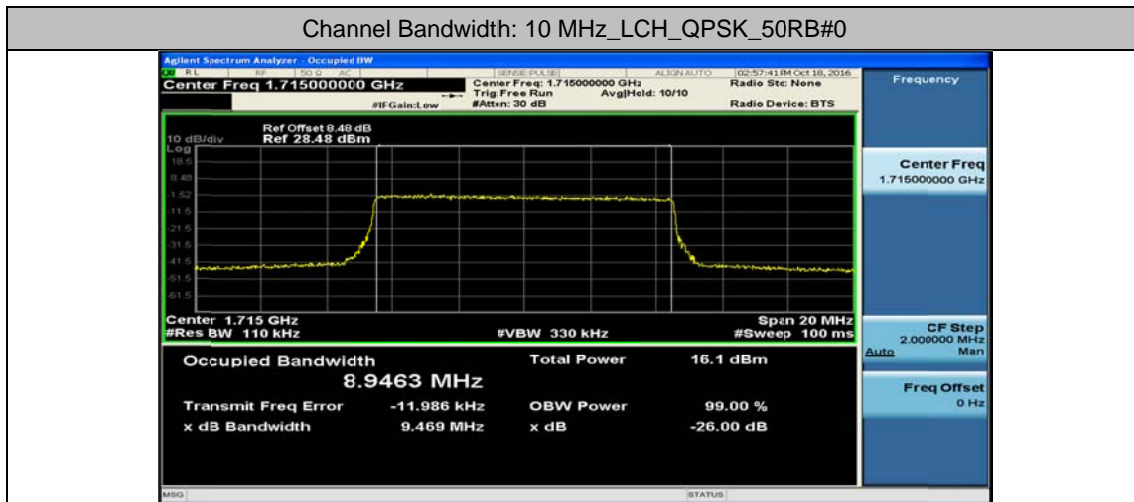 Channel Bandwidth: 10 MHz_LCH_QPSK_50RB#0
Agilent Spectrum Analyzer - Occupied BW
RL RF 50 Ω AC SENSE:PULSE ALIGN AUTO 02:57:41 PM Oct 18, 2016
Center Freq 1.715000000 GHz
Center Freq: 1.715000000 GHz
Radio Std: None
Trig: Free Run Avg|Hold: 10/10
#IFGain:Low #Atten: 30 dB Radio Device: BTS
Ref Offset 8.48 dB
10 dB/div Ref 28.48 dBm
Log
18.5
8.48
-1.52
-11.5
-21.5
-31.5
-41.5
-51.5
-61.5
Center 1.715 GHz Span 20 MHz
#Res BW 110 kHz #VBW 330 kHz #Sweep 100 ms
Occupied Bandwidth Total Power 16.1 dBm
8.9463 MHz
Transmit Freq Error -11.986 kHz OBW Power 99.00 %
x dB Bandwidth 9.469 MHz x dB -26.00 dB
MSG STATUS
Frequency
Center Freq
1.715000000 GHz
CF Step
2.000000 MHz
Auto Man
Freq Offset
0 Hz